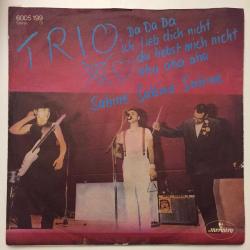 6005 199
TRIO
Da Da Da
ich lieb dich nicht
du liebst mich nicht
aha aha aha
Sabine Sabine Sabine
mercury